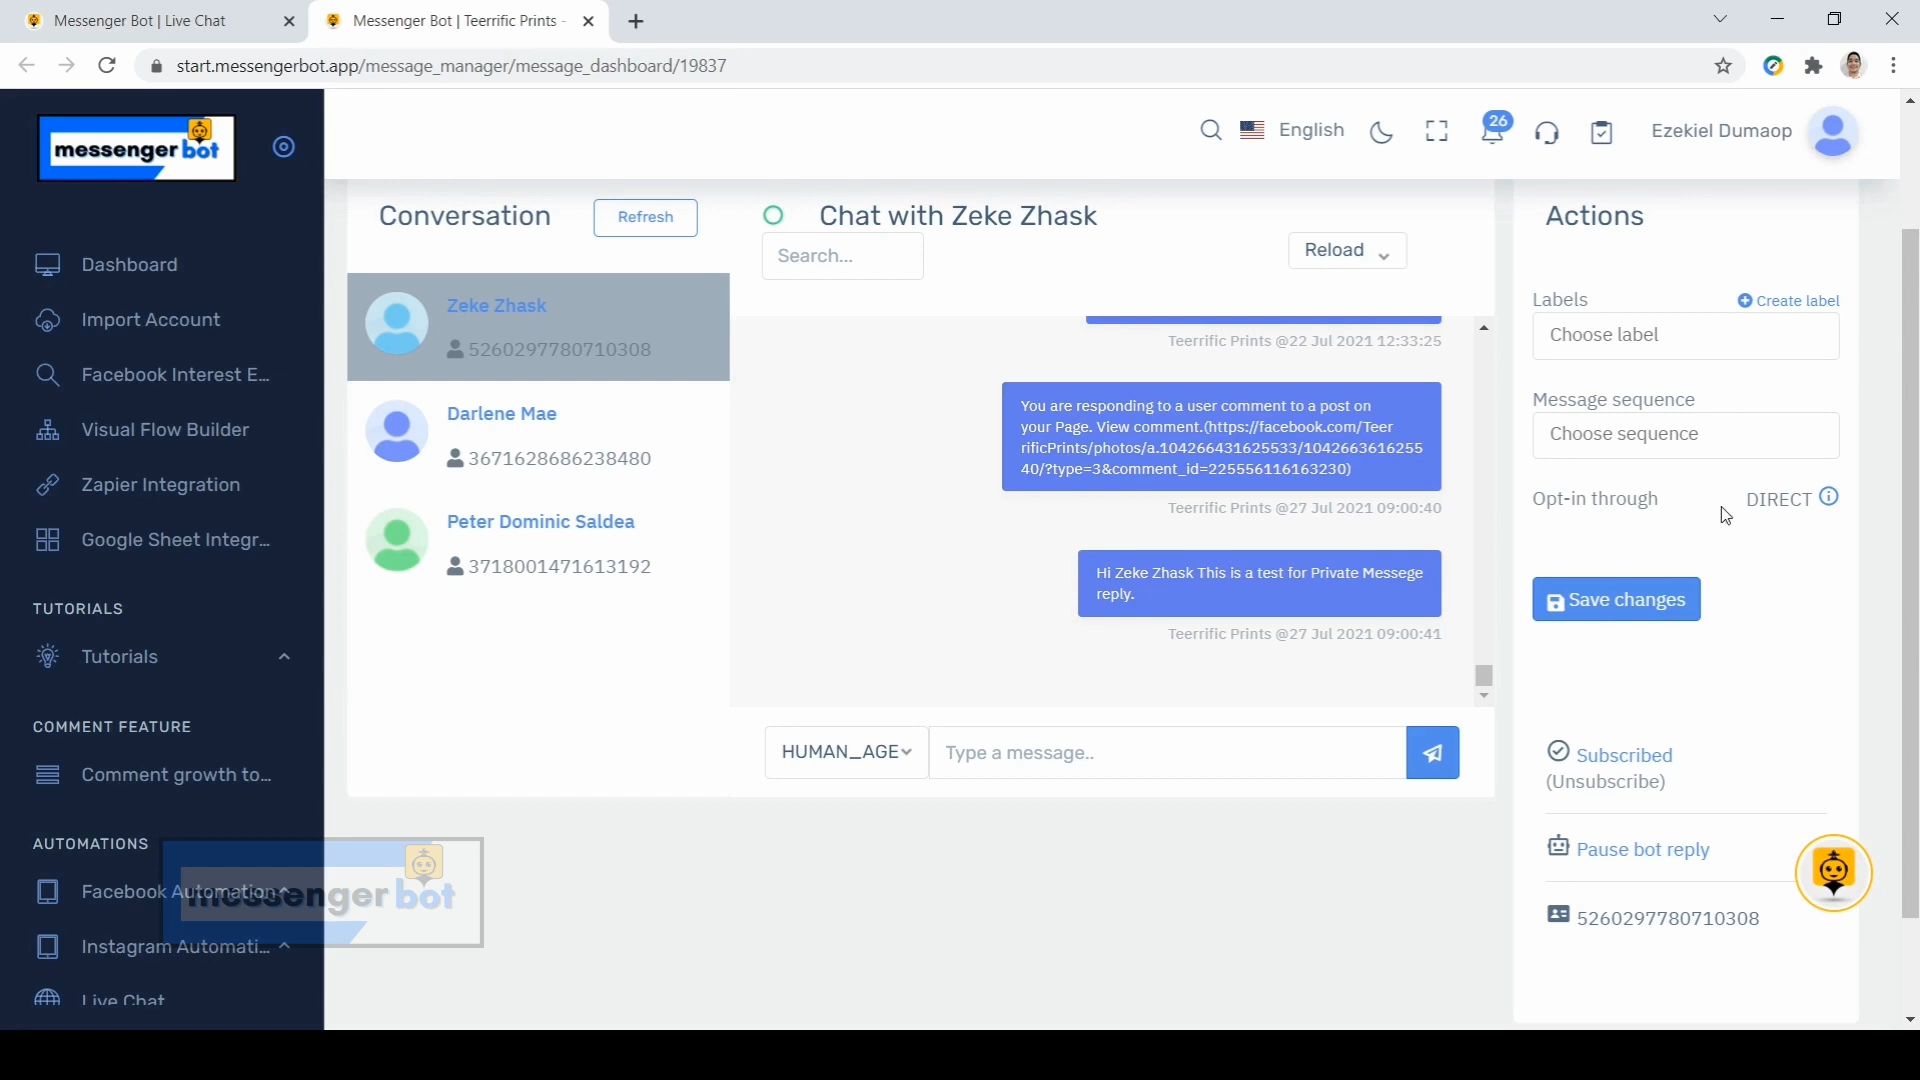 Messenger Bot | Live Chat
Messenger Bot | Teerrific Prints -
start.messengerbot.app/message_manager/message_dashboard/19837
messenger bot
26
English
Ezekiel Dumaop
Dashboard
Import Account
Facebook Interest E...
Visual Flow Builder
Zapier Integration
Google Sheet Integr...
TUTORIALS
Tutorials
COMMENT FEATURE
Comment growth to...
AUTOMATIONS
Facebook Automation
Instagram Automati...
Live Chat
messenger bot
Conversation
Refresh
Zeke Zhask
5260297780710308
Darlene Mae
3671628686238480
Peter Dominic Saldea
3718001471613192
Chat with Zeke Zhask
Search...
Reload
Teerrific Prints @22 Jul 2021 12:33:25
You are responding to a user comment to a post on
your Page. View comment.(https://facebook.com/Teer
rificPrints/photos/a.104266431625533/1042663616255
40/?type=3&comment_id=225556116163230)
Teerrific Prints @27 Jul 2021 09:00:40
Hi Zeke Zhask This is a test for Private Messege
reply.
Teerrific Prints @27 Jul 2021 09:00:41
HUMAN_AGE
Type a message..
Actions
Labels
Create label
Choose label
Message sequence
Choose sequence
Opt-in through
DIRECT
Save changes
Subscribed
(Unsubscribe)
Pause bot reply
5260297780710308